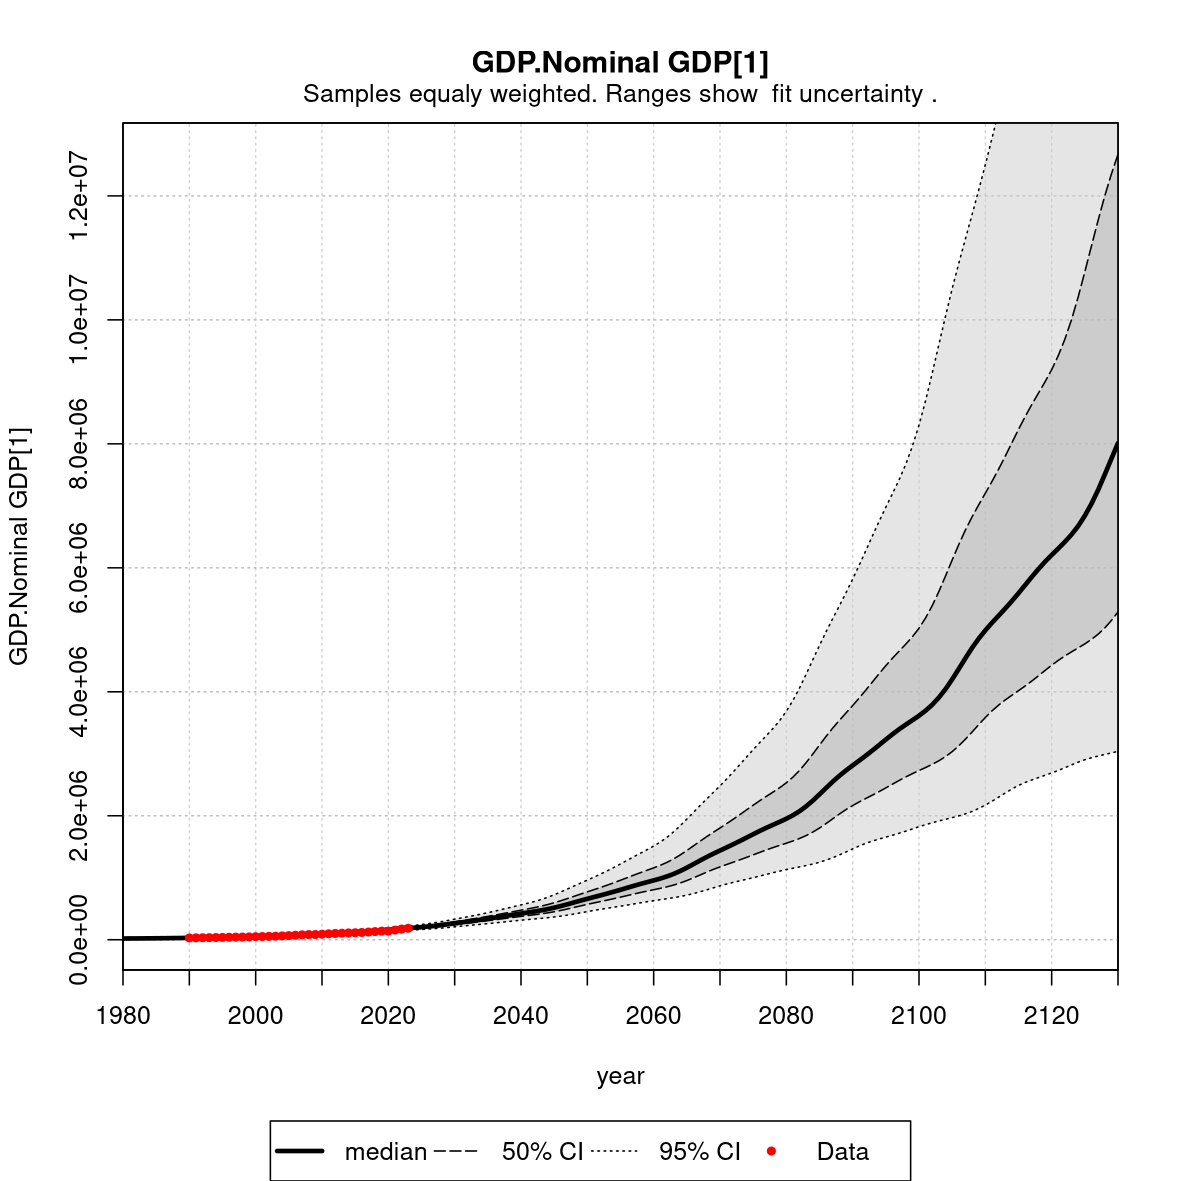 GDP.Nominal GDP[1]
Samples equaly weighted. Ranges show  fit uncertainty .
GDP.Nominal GDP[1]
1.2e+07
1.0e+07
8.0e+06
6.0e+06
4.0e+06
2.0e+06
0.0e+00
1980 2000 2020 2040 2060 2080 2100 2120
year
median 50% CI 95% CI Data